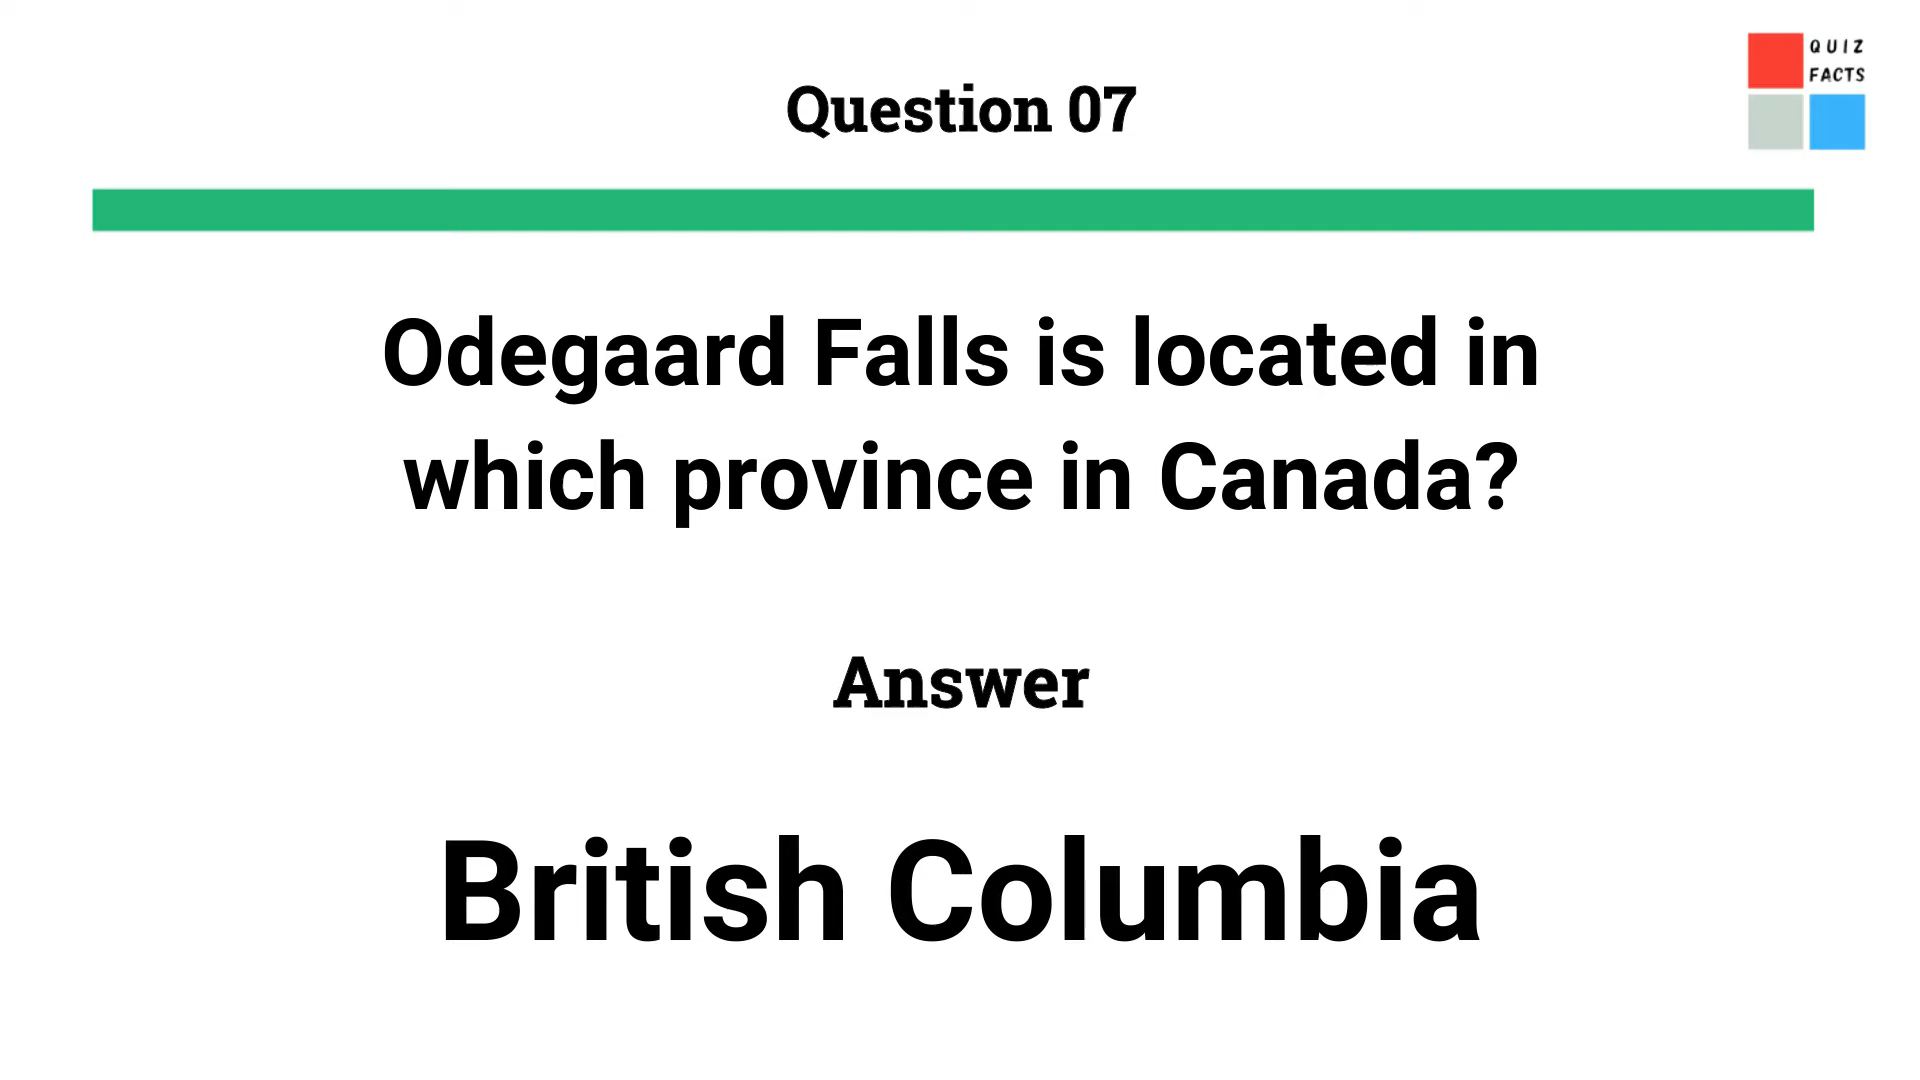 QUIZ
FACTS
Question 07
Odegaard Falls is located in
which province in Canada?
Answer
British Columbia